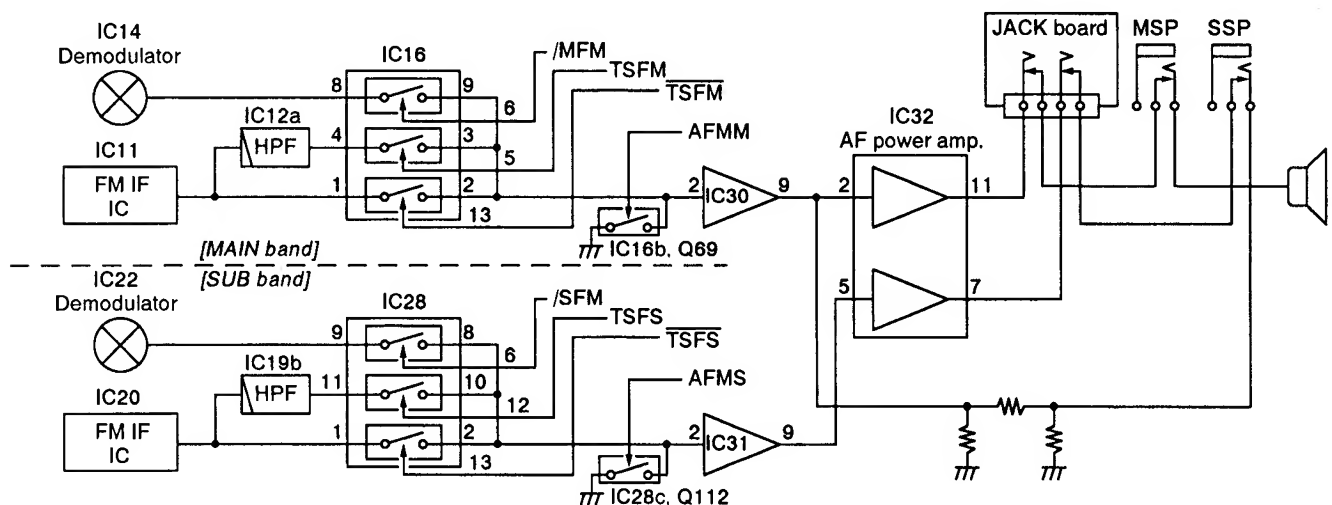 IC14
Demodulator
IC16
/MFM
TSFM
TSFM
8
9
6
IC12a
HPF
4
3
5
IC11
FM IF
IC
1
2
13
AFMM
IC16b, Q69
2
IC30
9
[MAIN band]
[SUB band]
IC22
Demodulator
IC28
/SFM
TSFS
TSFS
9
8
6
IC19b
HPF
11
10
12
IC20
FM IF
IC
1
2
13
AFMS
IC28c, Q112
2
IC31
9
IC32
AF power amp.
2
11
5
7
JACK board
MSP
SSP